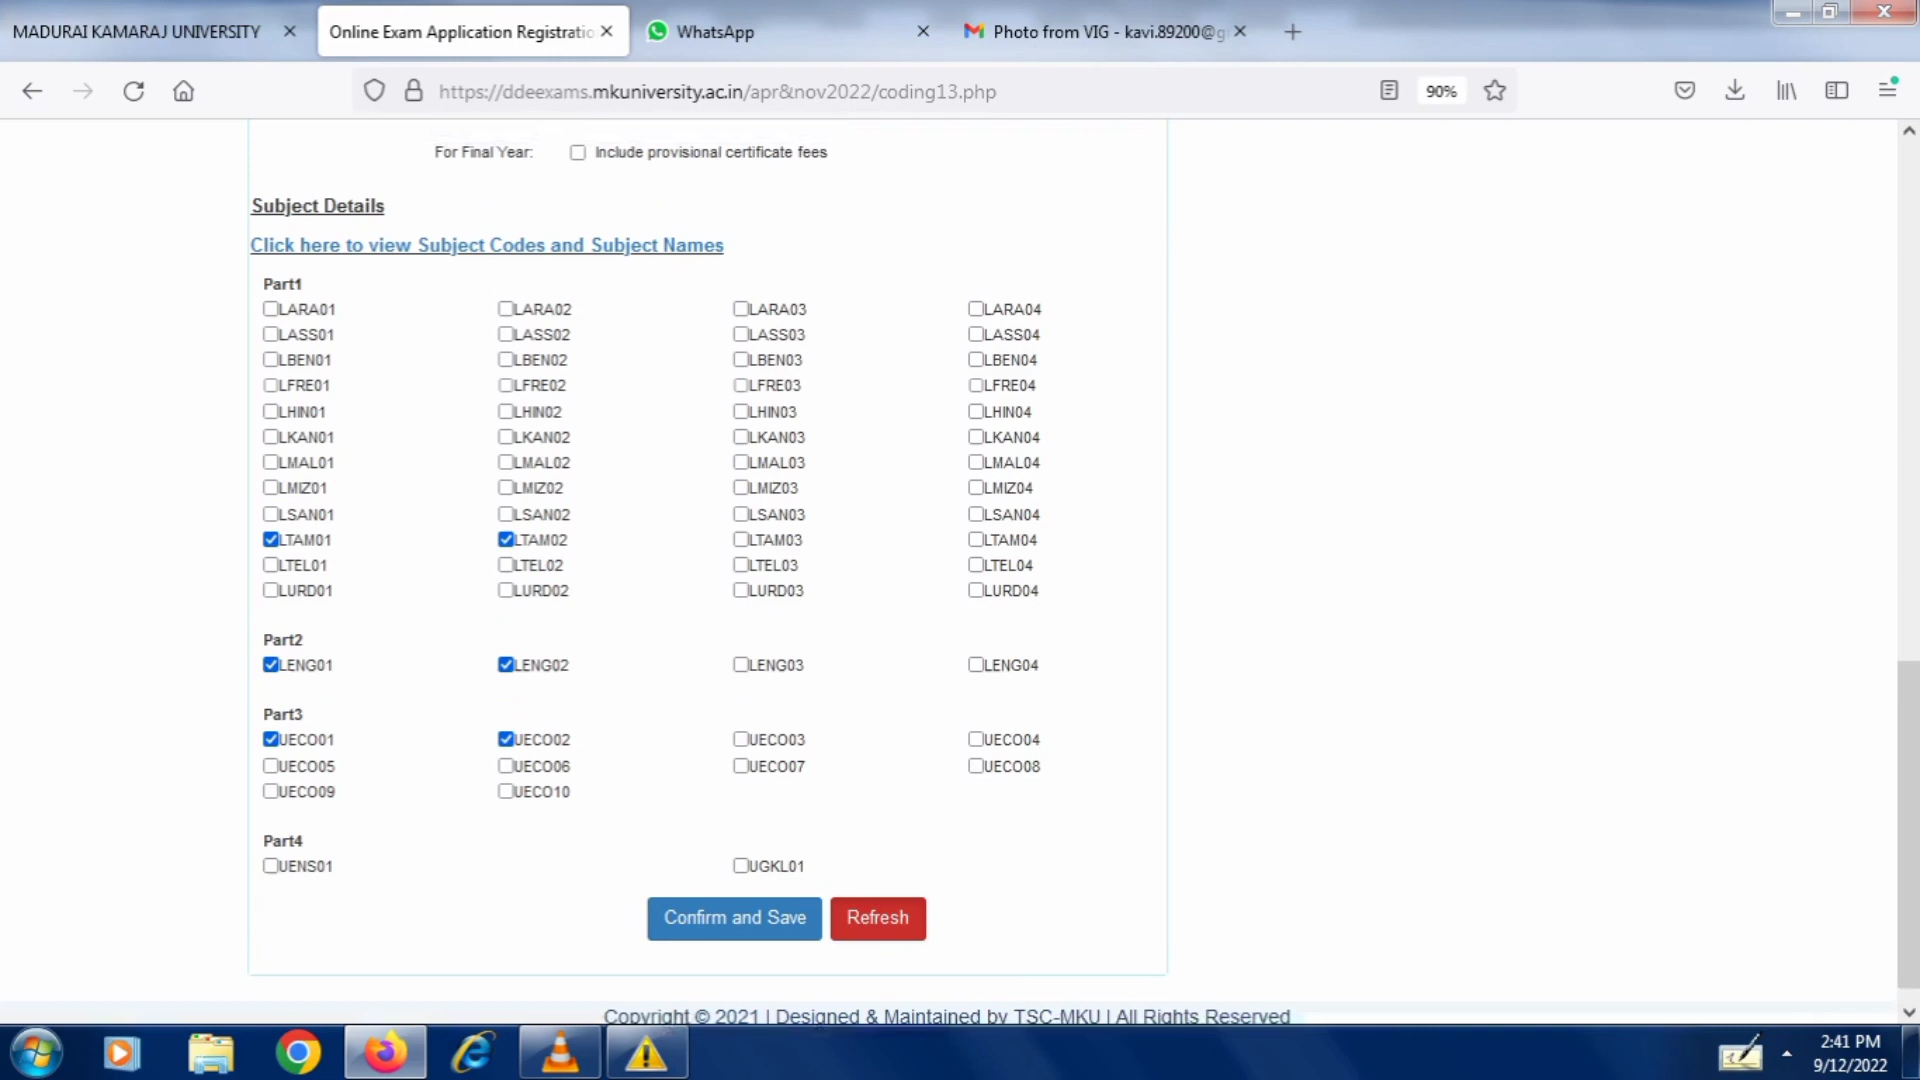 MADURAI KAMARAJ UNIVERSITY
Online Exam Application Registratio
WhatsApp
Photo from VIG - kavi.89200@g
https://ddeexams.mkuniversity.ac.in/apr&nov2022/coding13.php
90%
For Final Year: Include provisional certificate fees
Subject Details
Click here to view Subject Codes and Subject Names
Part1
LARA01 LARA02 LARA03 LARA04
LASS01 LASS02 LASS03 LASS04
LBEN01 LBEN02 LBEN03 LBEN04
LFRE01 LFRE02 LFRE03 LFRE04
LHIN01 LHIN02 LHIN03 LHIN04
LKAN01 LKAN02 LKAN03 LKAN04
LMAL01 LMAL02 LMAL03 LMAL04
LMIZ01 LMIZ02 LMIZ03 LMIZ04
LSAN01 LSAN02 LSAN03 LSAN04
LTAM01 LTAM02 LTAM03 LTAM04
LTEL01 LTEL02 LTEL03 LTEL04
LURD01 LURD02 LURD03 LURD04
Part2
LENG01 LENG02 LENG03 LENG04
Part3
UECO01 UECO02 UECO03 UECO04
UECO05 UECO06 UECO07 UECO08
UECO09 UECO10
Part4
UENS01 UGKL01
Confirm and Save Refresh
Copyright © 2021 | Designed & Maintained by TSC-MKU | All Rights Reserved
2:41 PM
9/12/2022